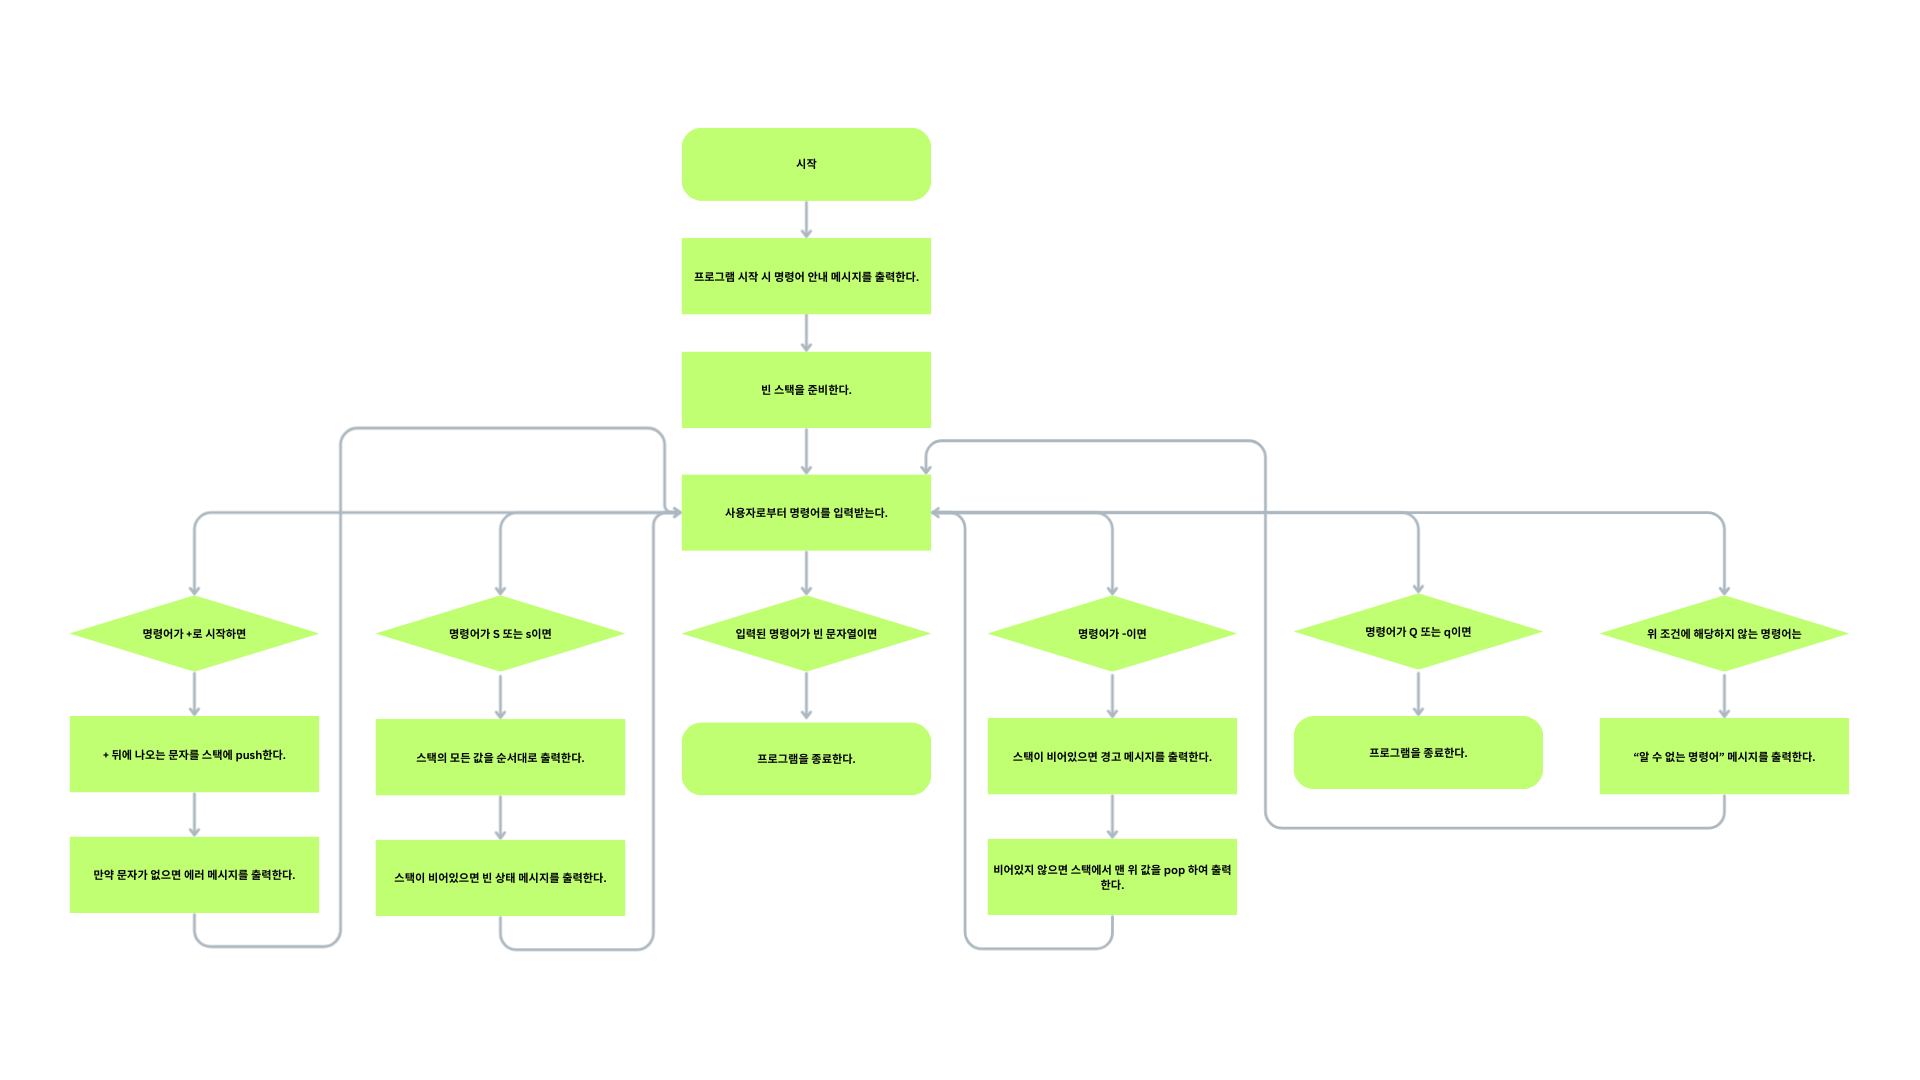 시작
프로그램 시작 시 명령어 안내 메시지를 출력한다.
빈 스택을 준비한다.
사용자로부터 명령어를 입력받는다.
명령어가 +로 시작하면
명령어가 S 또는 s이면
입력된 명령어가 빈 문자열이면
명령어가 -이면
명령어가 Q 또는 q이면
위 조건에 해당하지 않는 명령어는
+ 뒤에 나오는 문자를 스택에 push한다.
스택의 모든 값을 순서대로 출력한다.
프로그램을 종료한다.
스택이 비어있으면 경고 메시지를 출력한다.
프로그램을 종료한다.
“알 수 없는 명령어” 메시지를 출력한다.
만약 문자가 없으면 에러 메시지를 출력한다.
스택이 비어있으면 빈 상태 메시지를 출력한다.
비어있지 않으면 스택에서 맨 위 값을 pop 하여 출력
한다.